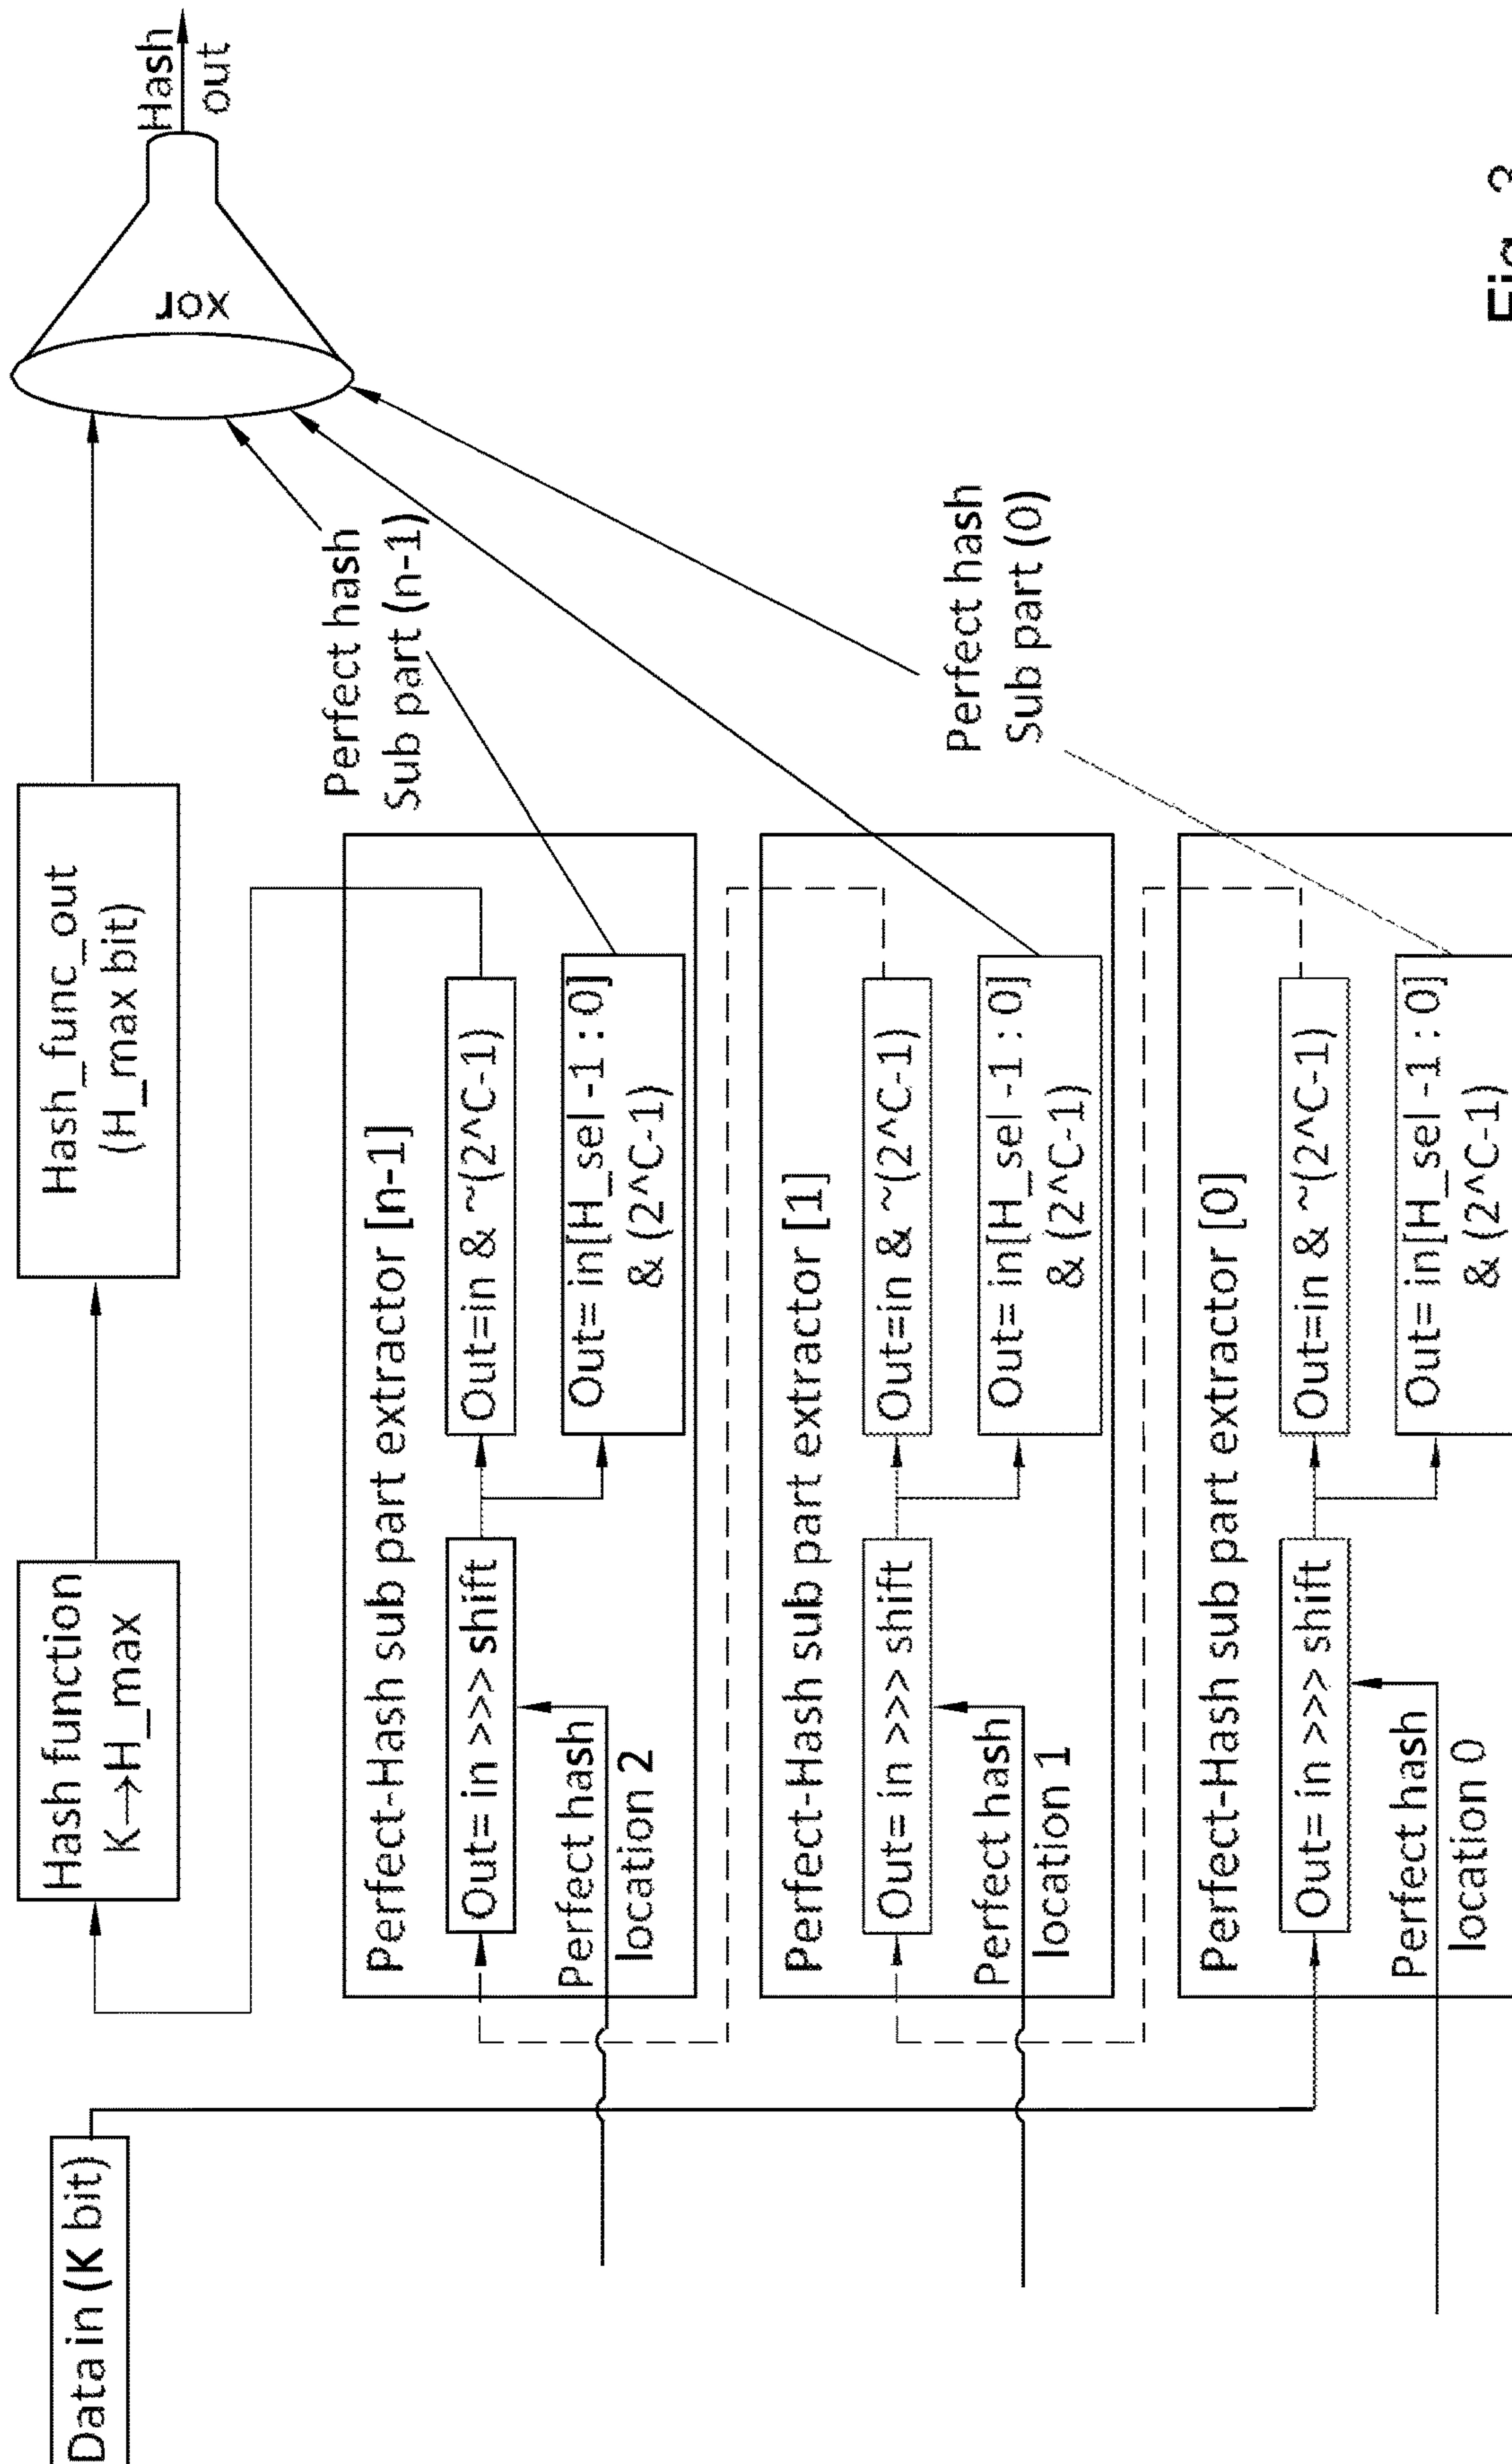 Data in (K bit)
Hash function
K→H_max
Hash_func_out
(H_max bit)
xor
Hash
out
Perfect-Hash sub part extractor [n-1]
Out= in >>> shift
Out=in & ~(2^C-1)
Out= in[H_sel -1 : 0]
& (2^C-1)
Perfect hash
location 2
Perfect hash
Sub part (n-1)
Perfect-Hash sub part extractor [1]
Out= in >>> shift
Out=in & ~(2^C-1)
Out= in[H_sel -1 : 0]
& (2^C-1)
Perfect hash
location 1
Perfect hash
Sub part (0)
Perfect-Hash sub part extractor [0]
Out= in >>> shift
Out=in & ~(2^C-1)
Out= in[H_sel -1 : 0]
& (2^C-1)
Perfect hash
location 0
Fig. 3